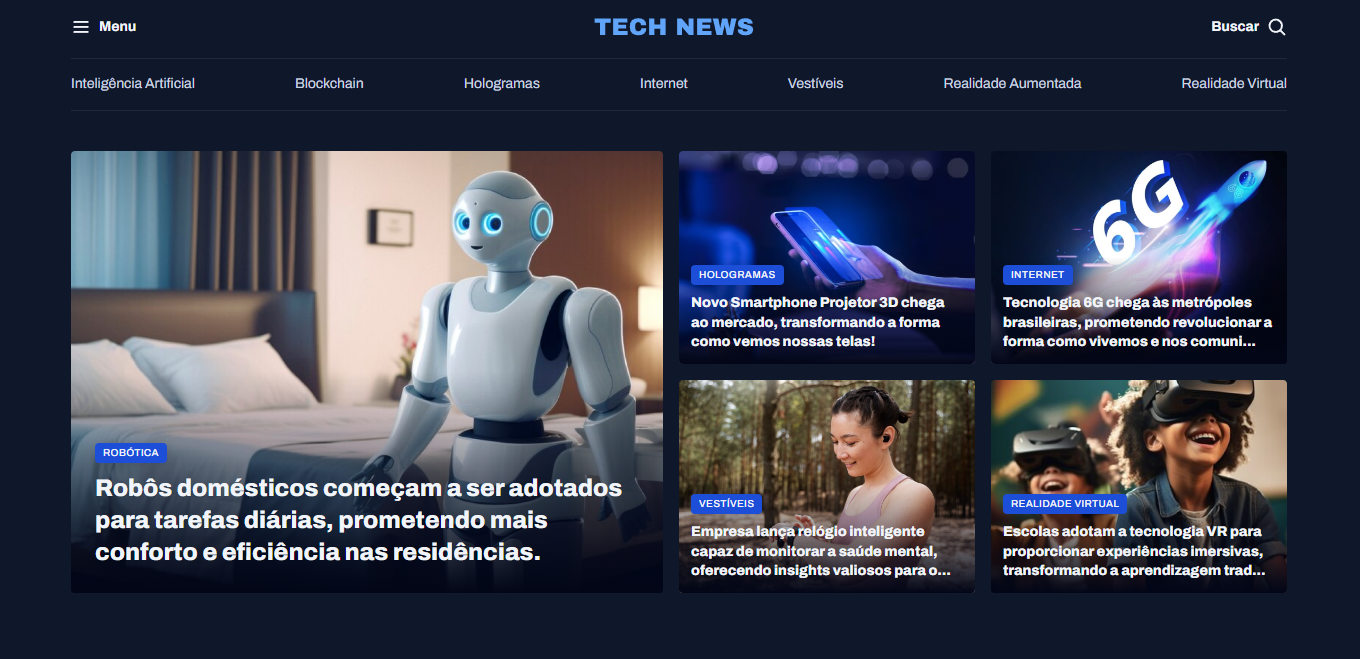 Menu
TECH NEWS
Buscar
Inteligência Artificial
Blockchain
Hologramas
Internet
Vestíveis
Realidade Aumentada
Realidade Virtual
ROBÓTICA
Robôs domésticos começam a ser adotados
para tarefas diárias, prometendo mais
conforto e eficiência nas residências.
HOLOGRAMAS
Novo Smartphone Projetor 3D chega
ao mercado, transformando a forma
como vemos nossas telas!
6G
INTERNET
Tecnologia 6G chega às metrópoles
brasileiras, prometendo revolucionar a
forma como vivemos e nos comuni...
VESTÍVEIS
Empresa lança relógio inteligente
capaz de monitorar a saúde mental,
oferecendo insights valiosos para o...
REALIDADE VIRTUAL
Escolas adotam a tecnologia VR para
proporcionar experiências imersivas,
transformando a aprendizagem trad...